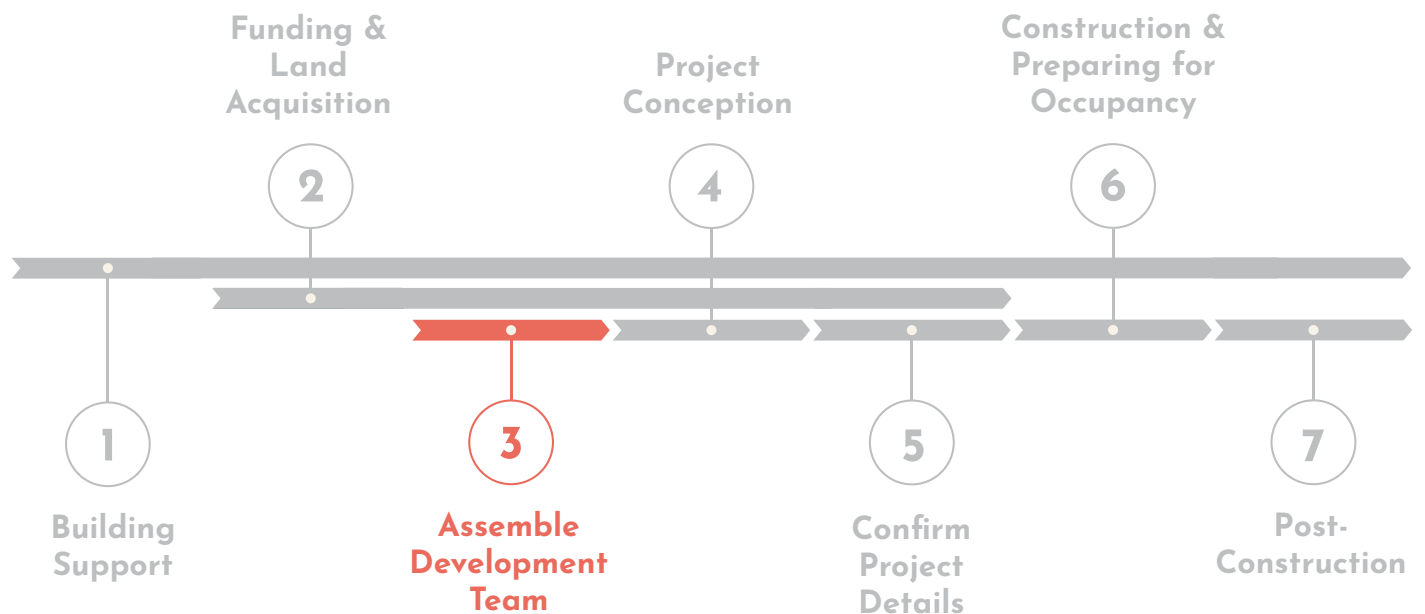 Funding &
Land
Acquisition
2
Project
Conception
4
Construction &
Preparing for
Occupancy
6
1
Building
Support
3
Assemble
Development
Team
5
Confirm
Project
Details
7
Post-
Construction